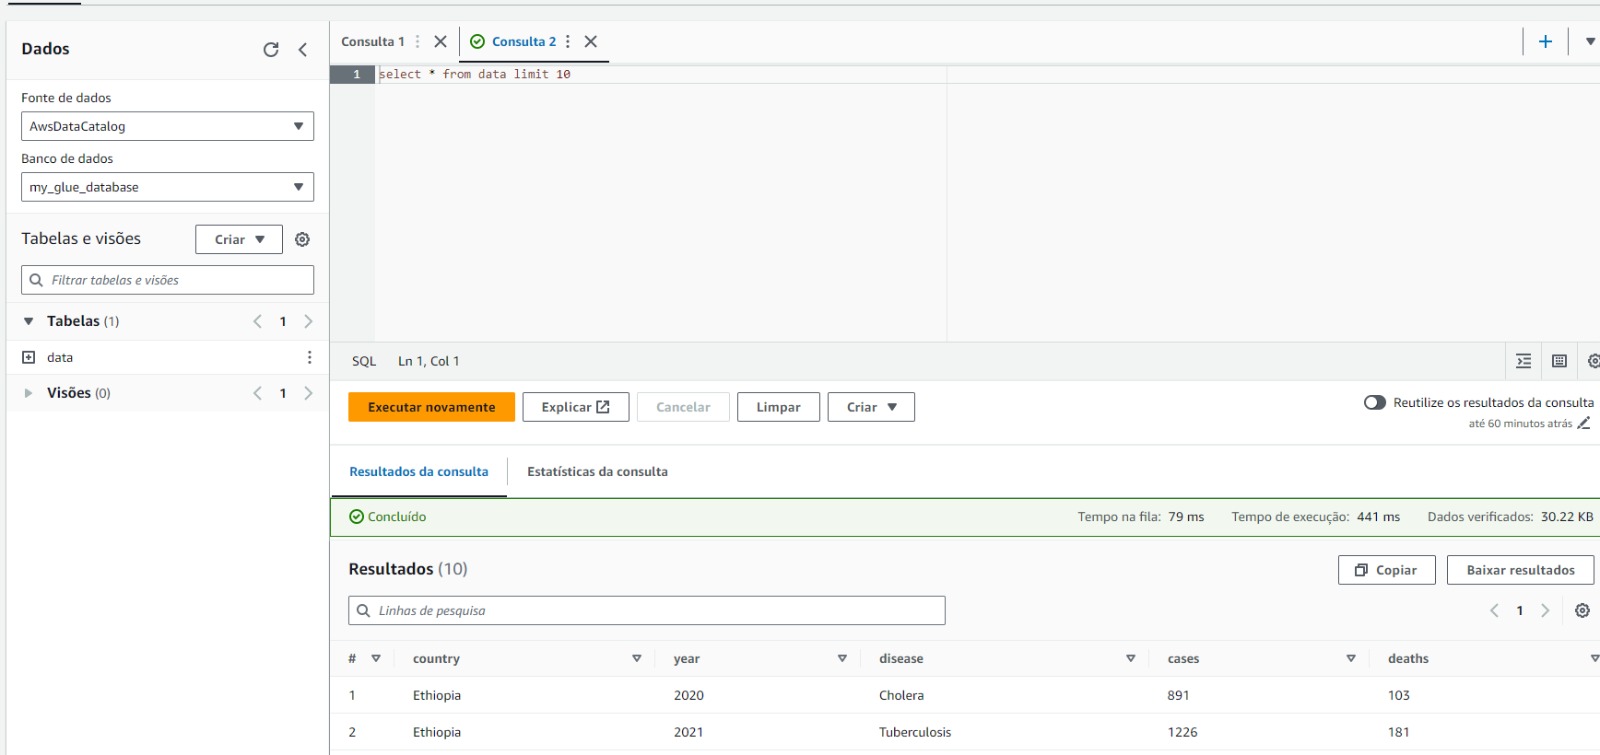 Dados
Fonte de dados
AwsDataCatalog
Banco de dados
my_glue_database
Tabelas e visões
Criar
Filtrar tabelas e visões
Tabelas (1)
1
data
Visões (0)
1
Consulta 1
Consulta 2
1 select * from data limit 10
SQL Ln 1, Col 1
Executar novamente Explicar Cancelar Limpar Criar
Reutilize os resultados da consulta
até 60 minutos atrás
Resultados da consulta Estatísticas da consulta
Concluído Tempo na fila: 79 ms Tempo de execução: 441 ms Dados verificados: 30.22 KB
Resultados (10) Copiar Baixar resultados
Linhas de pesquisa 1
# country year disease cases deaths
1 Ethiopia 2020 Cholera 891 103
2 Ethiopia 2021 Tuberculosis 1226 181